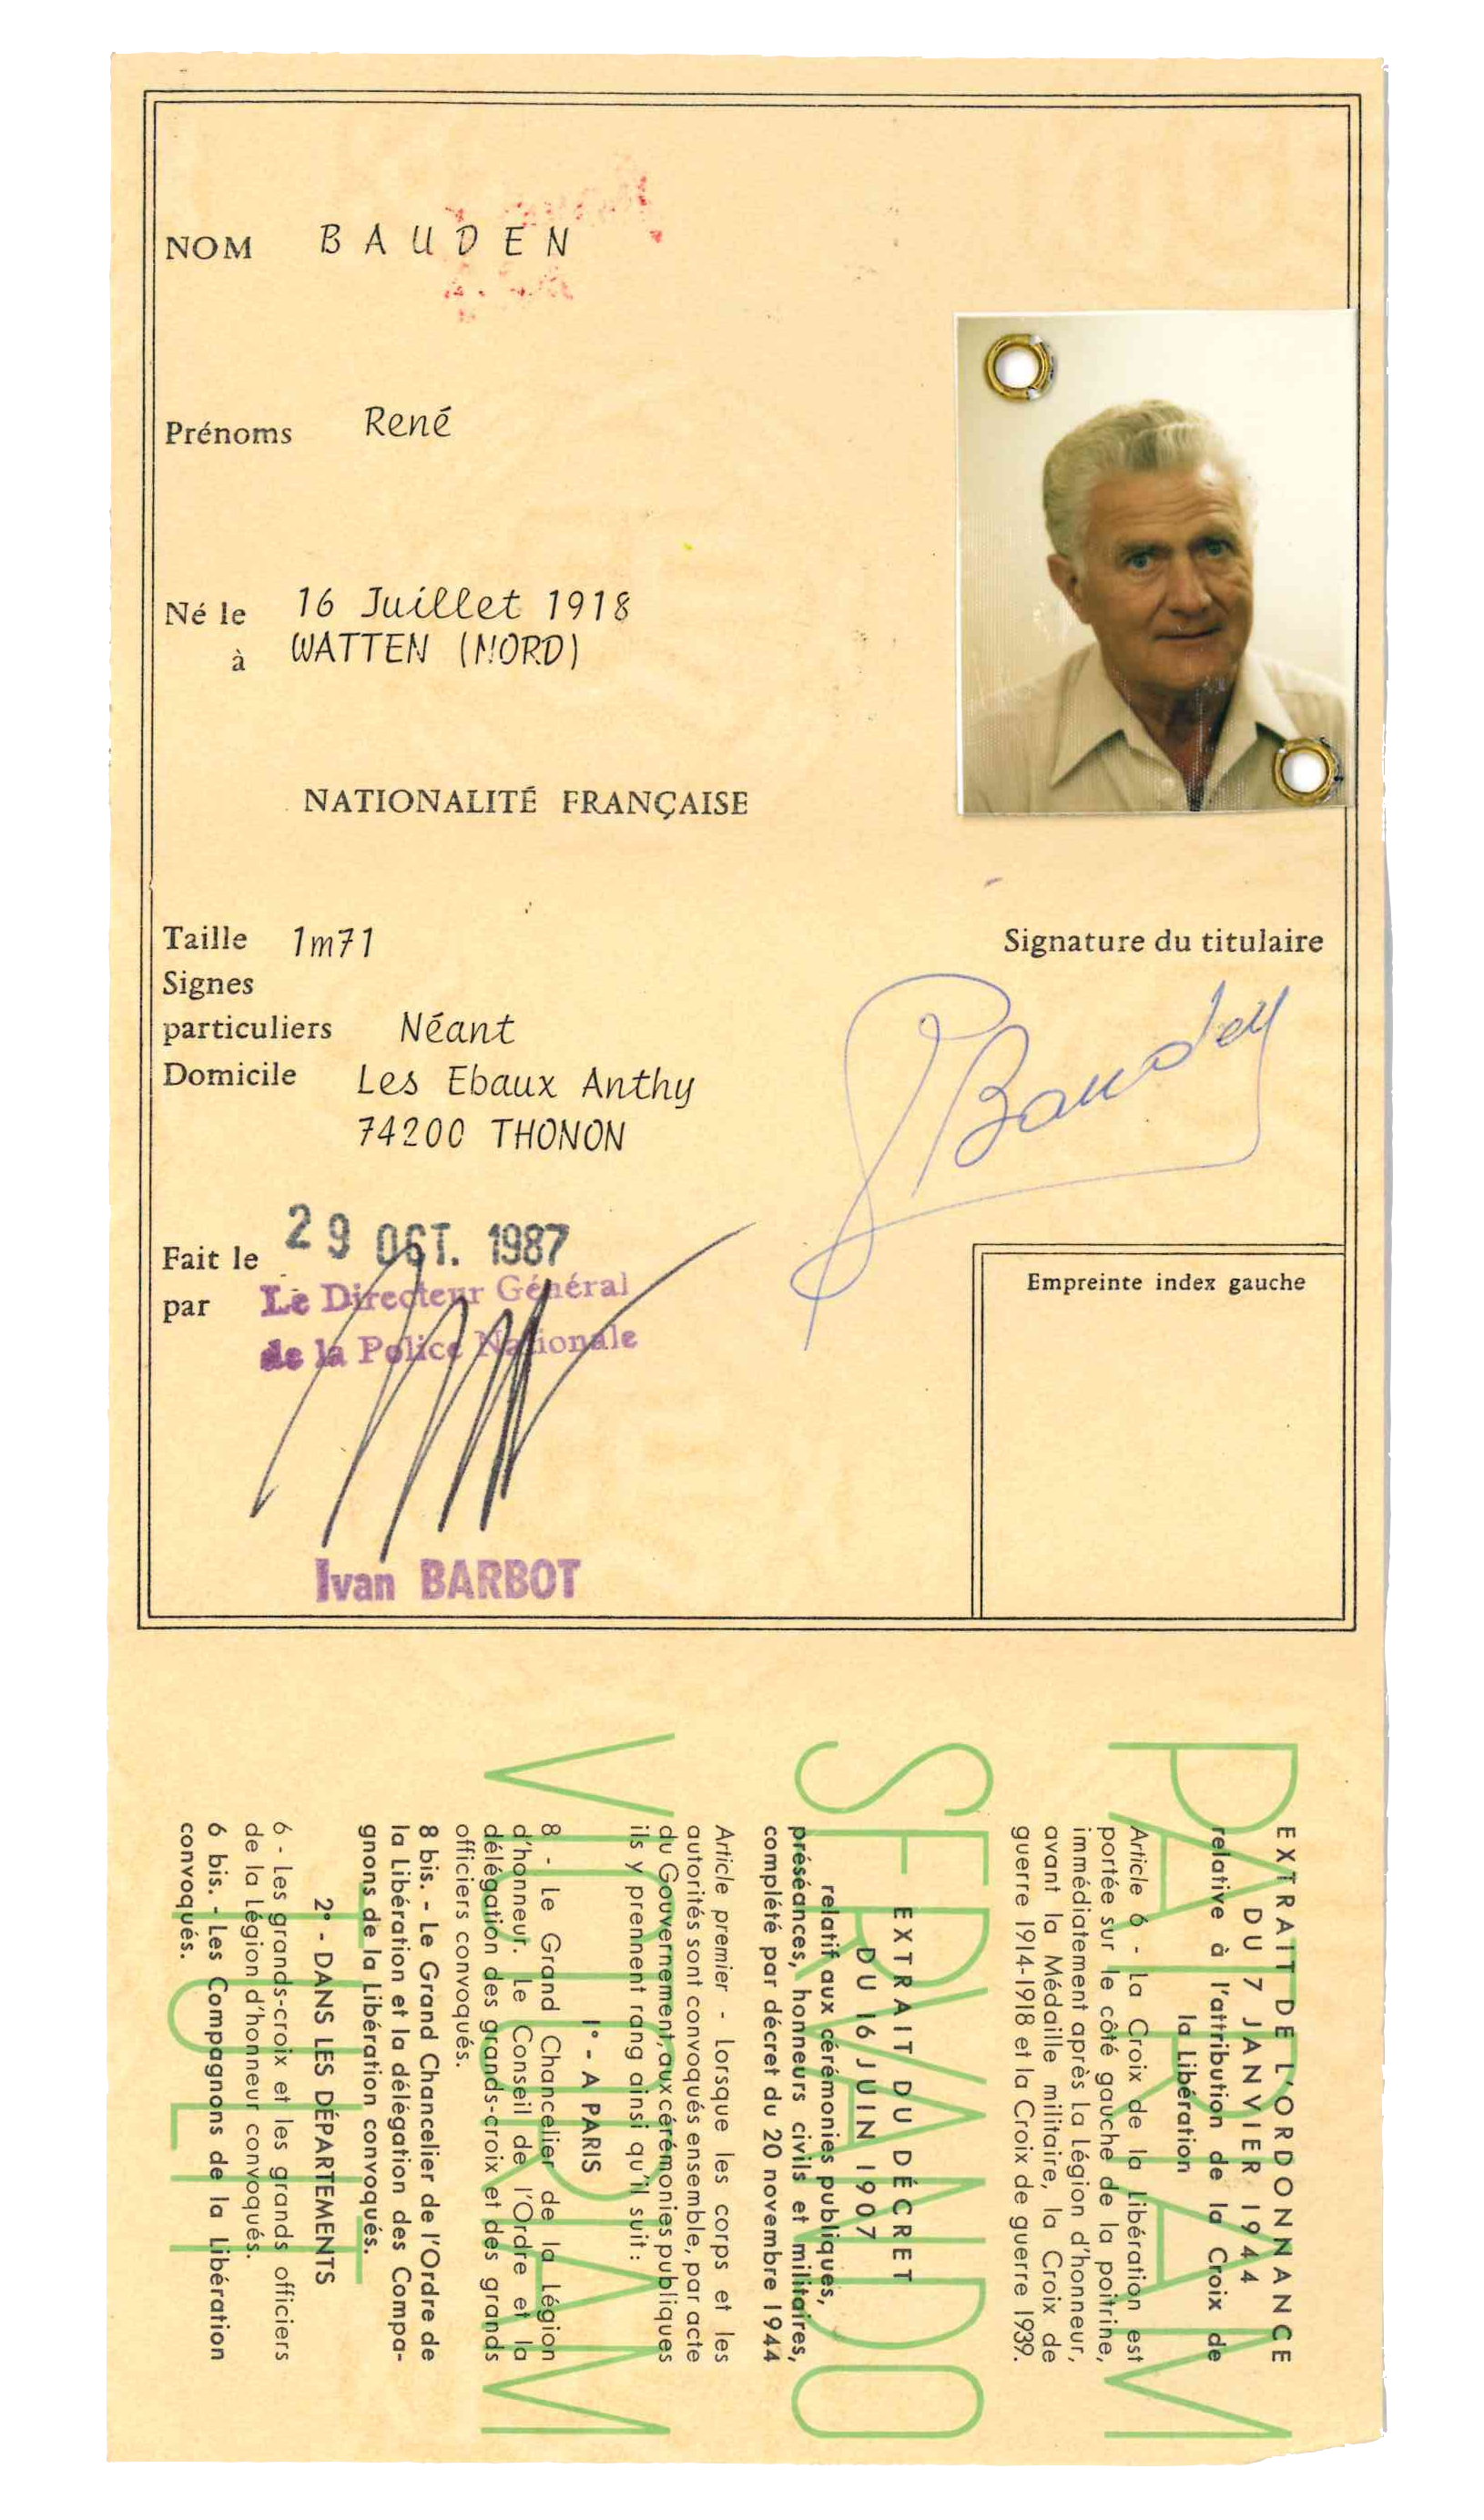 NOM BAUDEN
Prénoms René
Né le 16 Juillet 1918
à WATTEN (NORD)
NATIONALITÉ FRANÇAISE
Taille 1m71
Signes
particuliers Néant
Domicile Les Ebaux Anthy
74200 THONON
Signature du titulaire
Bauden
Fait le 29 OCT. 1987
par Le Directeur Général
de la Police Nationale
Ivan BARBOT
Empreinte index gauche
PATRIAM
SERVANDO
VICTORIAM
TULIT
EXTRAIT DE L'ORDONNANCE
DU 7 JANVIER 1944
relative à l'attribution de la Croix de
la Libération
Article 6 - La Croix de la Libération est
portée sur le côté gauche de la poitrine,
immédiatement après la Légion d'honneur,
avant la Médaille militaire, la Croix de
guerre 1914-1918 et la Croix de guerre 1939.
EXTRAIT DU DÉCRET
DU 16 JUIN 1907
relatif aux cérémonies publiques,
préséances, honneurs civils et militaires,
complété par décret du 20 novembre 1944
Article premier - Lorsque les corps et les
autorités sont convoqués ensemble, par acte
du Gouvernement, aux cérémonies publiques
ils y prennent rang ainsi qu'il suit :
1° - A PARIS
8 - Le Grand Chancelier de la Légion
d'honneur. Le Conseil de l'Ordre et la
délégation des grands-croix et des grands
officiers convoqués.
8 bis. - Le Grand Chancelier de l'Ordre de
la Libération et la délégation des Compa-
gnons de la Libération convoqués.
2° - DANS LES DÉPARTEMENTS
6 - Les grands-croix et les grands officiers
de la Légion d'honneur convoqués.
6 bis. - Les Compagnons de la Libération
convoqués.